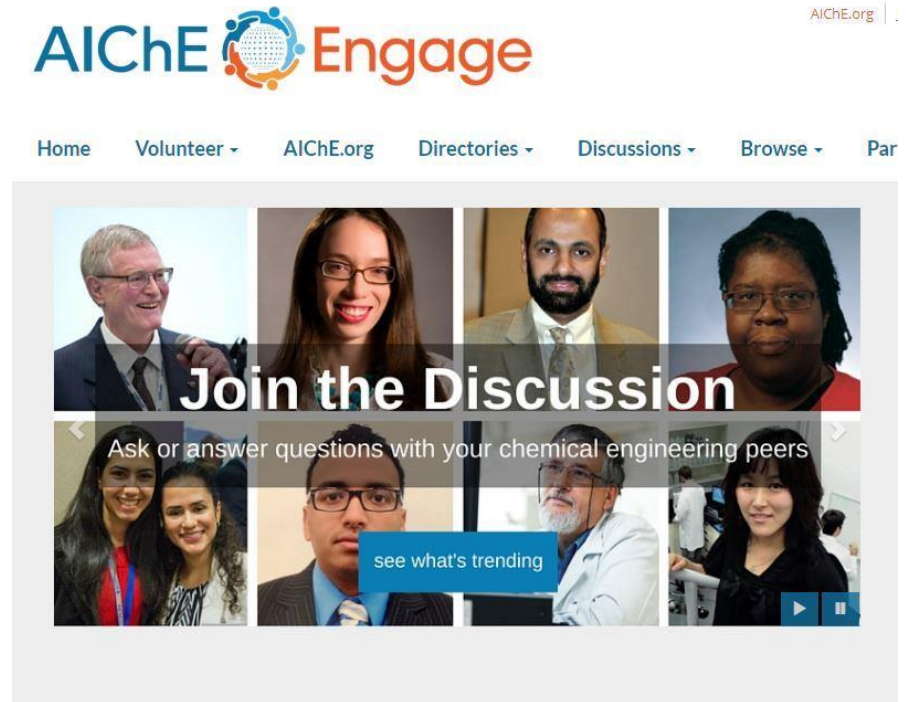 AIChE.org
AIChE Engage
Home Volunteer AIChE.org Directories Discussions Browse Par
Join the Discussion
Ask or answer questions with your chemical engineering peers
see what's trending